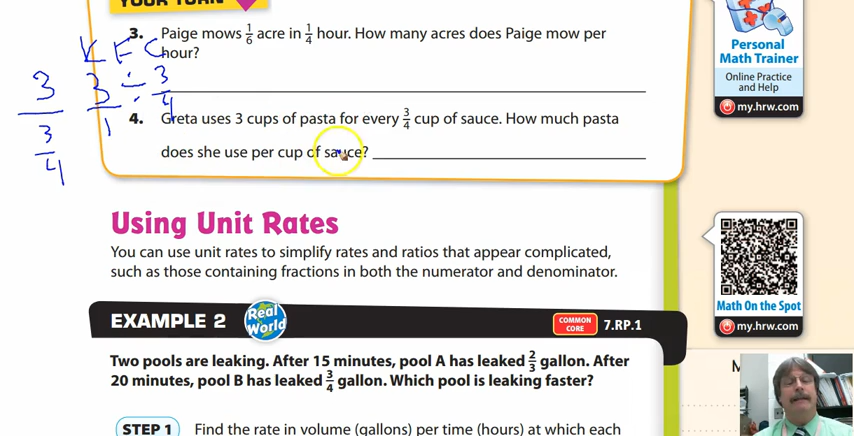 YOUR TURN
3. Paige mows 1/6 acre in 1/4 hour. How many acres does Paige mow per
hour?
K F C
3 3 ÷ 3/4
3/4 1
4. Greta uses 3 cups of pasta for every 3/4 cup of sauce. How much pasta
does she use per cup of sauce?
Personal
Math Trainer
Online Practice
and Help
my.hrw.com
Using Unit Rates
You can use unit rates to simplify rates and ratios that appear complicated,
such as those containing fractions in both the numerator and denominator.
Math On the Spot
my.hrw.com
EXAMPLE 2
Real
World
COMMON
CORE
7.RP.1
Two pools are leaking. After 15 minutes, pool A has leaked 2/3 gallon. After
20 minutes, pool B has leaked 3/4 gallon. Which pool is leaking faster?
STEP 1 Find the rate in volume (gallons) per time (hours) at which each